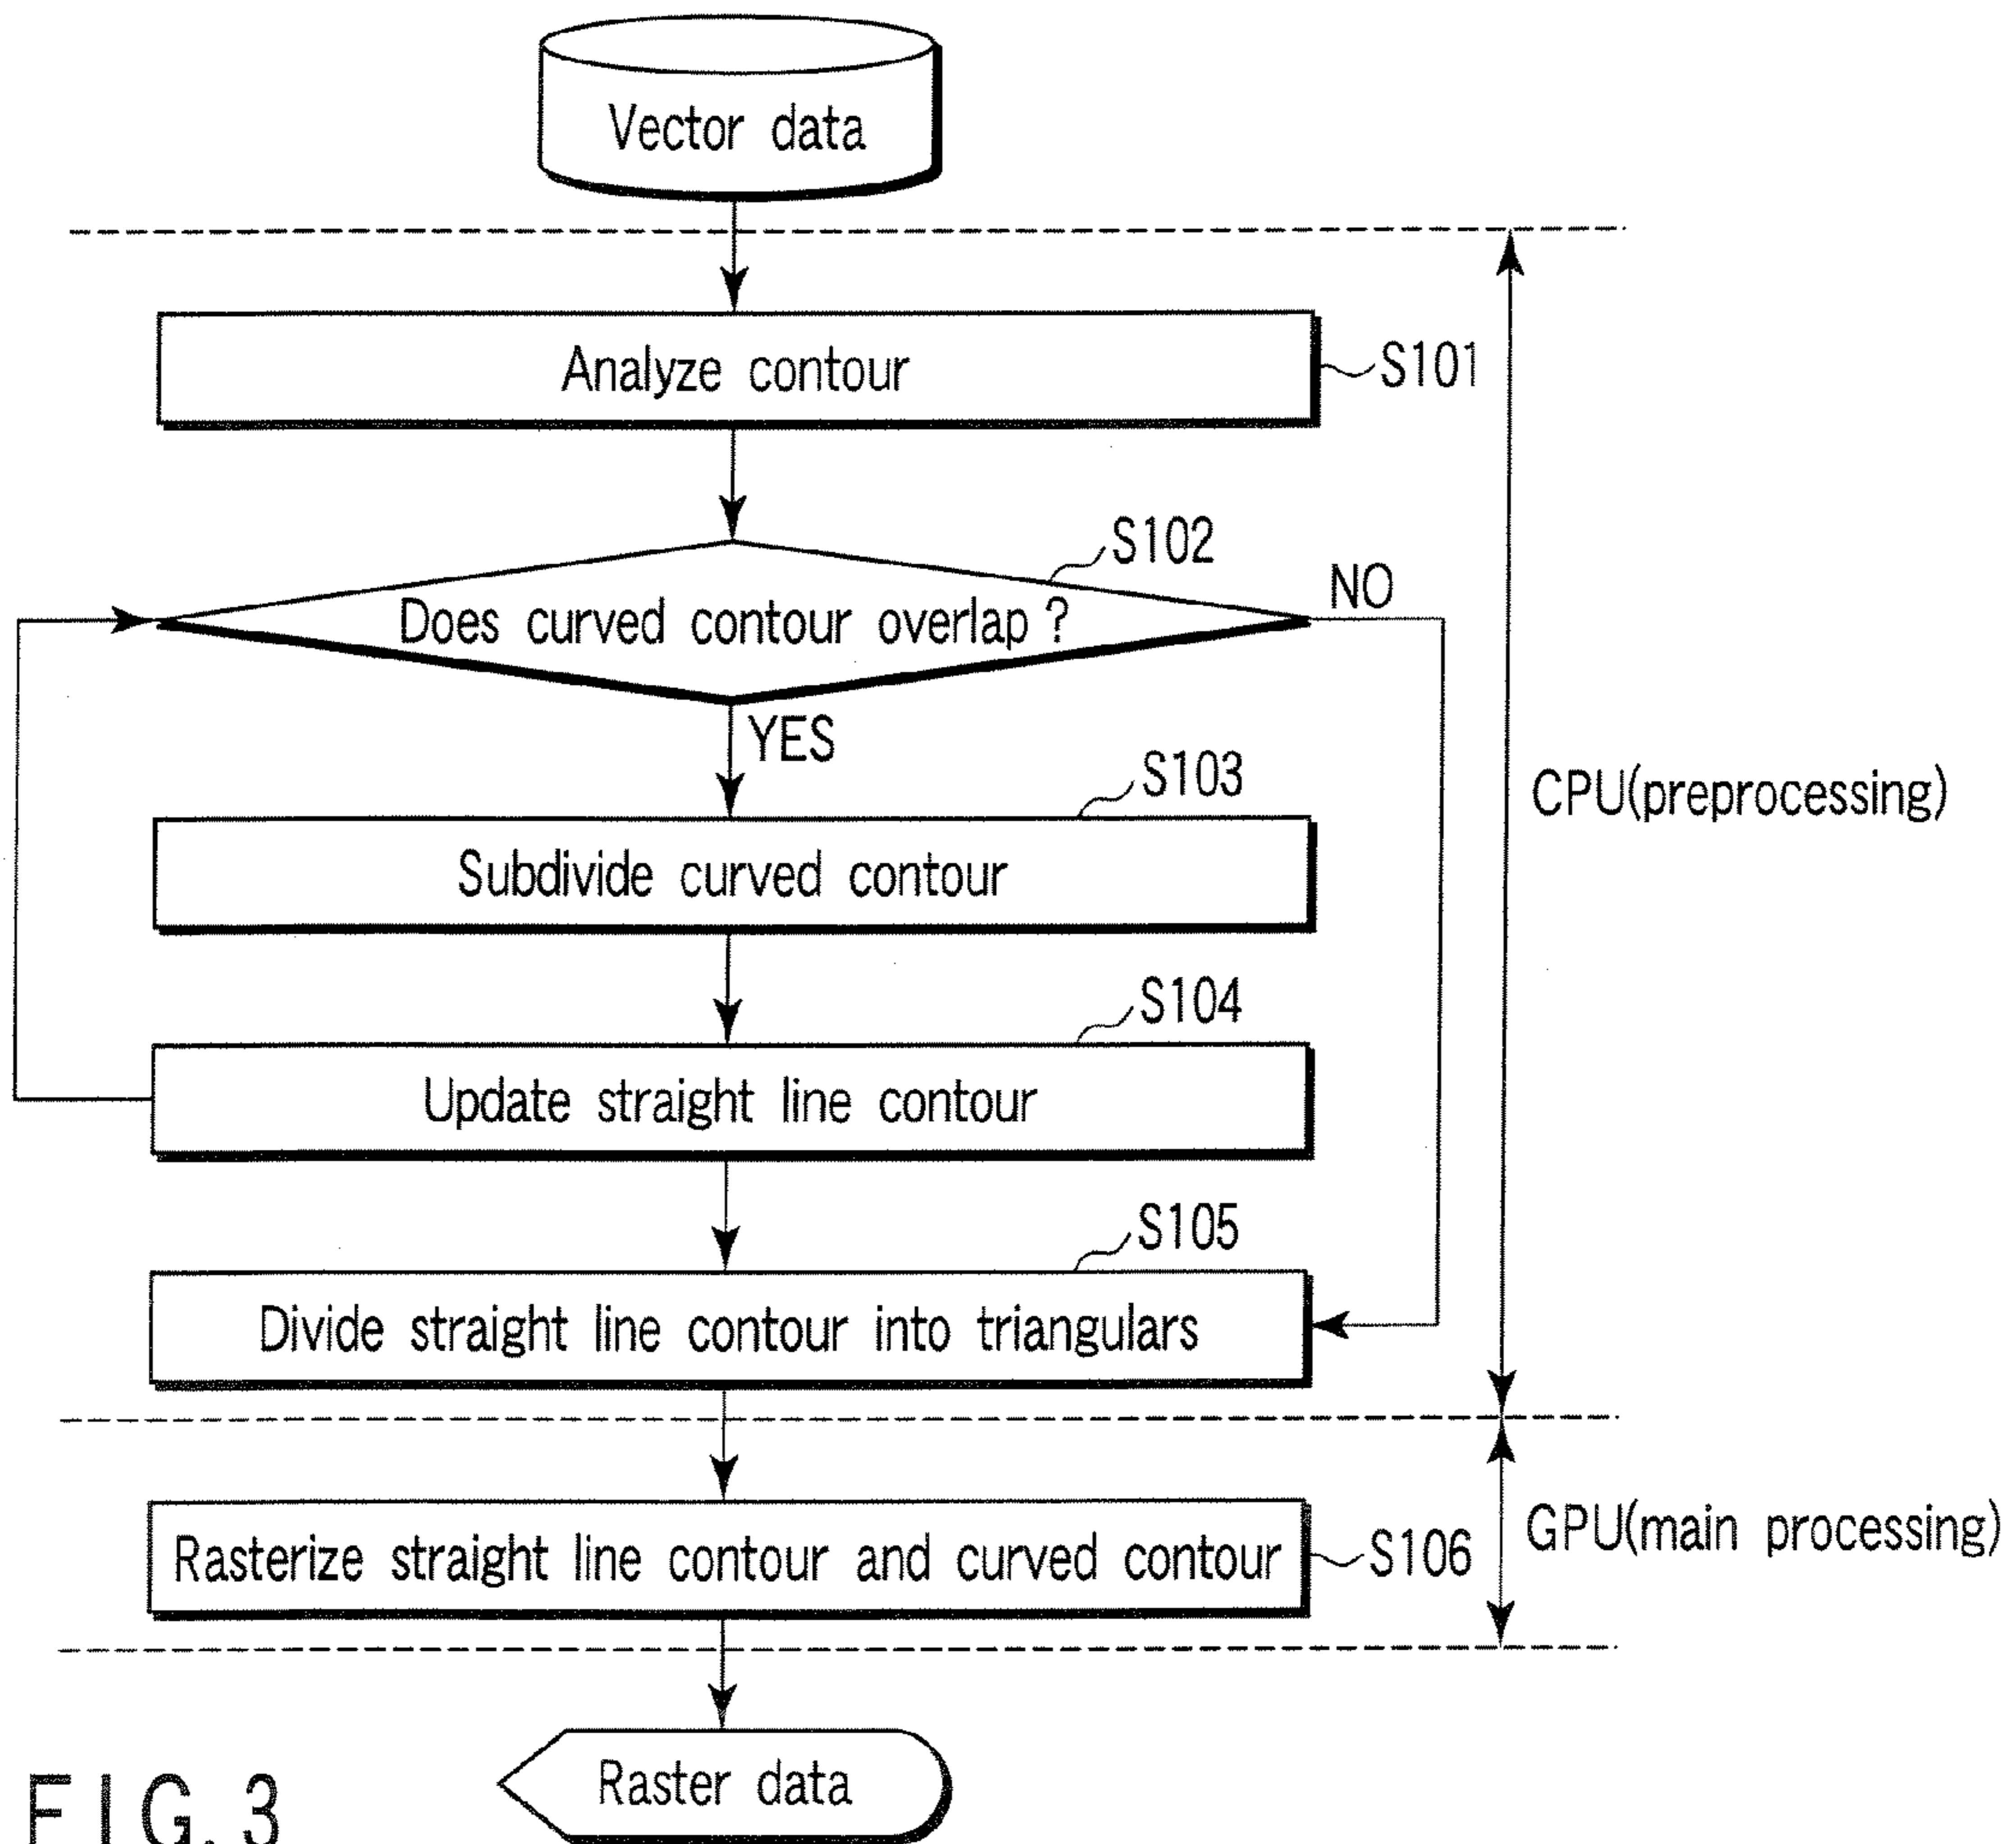 Vector data
Analyze contour
S101
S102
Does curved contour overlap ?
NO
YES
CPU(preprocessing)
S103
Subdivide curved contour
S104
Update straight line contour
S105
Divide straight line contour into triangulars
Rasterize straight line contour and curved contour
S106
GPU(main processing)
Raster data
FIG. 3